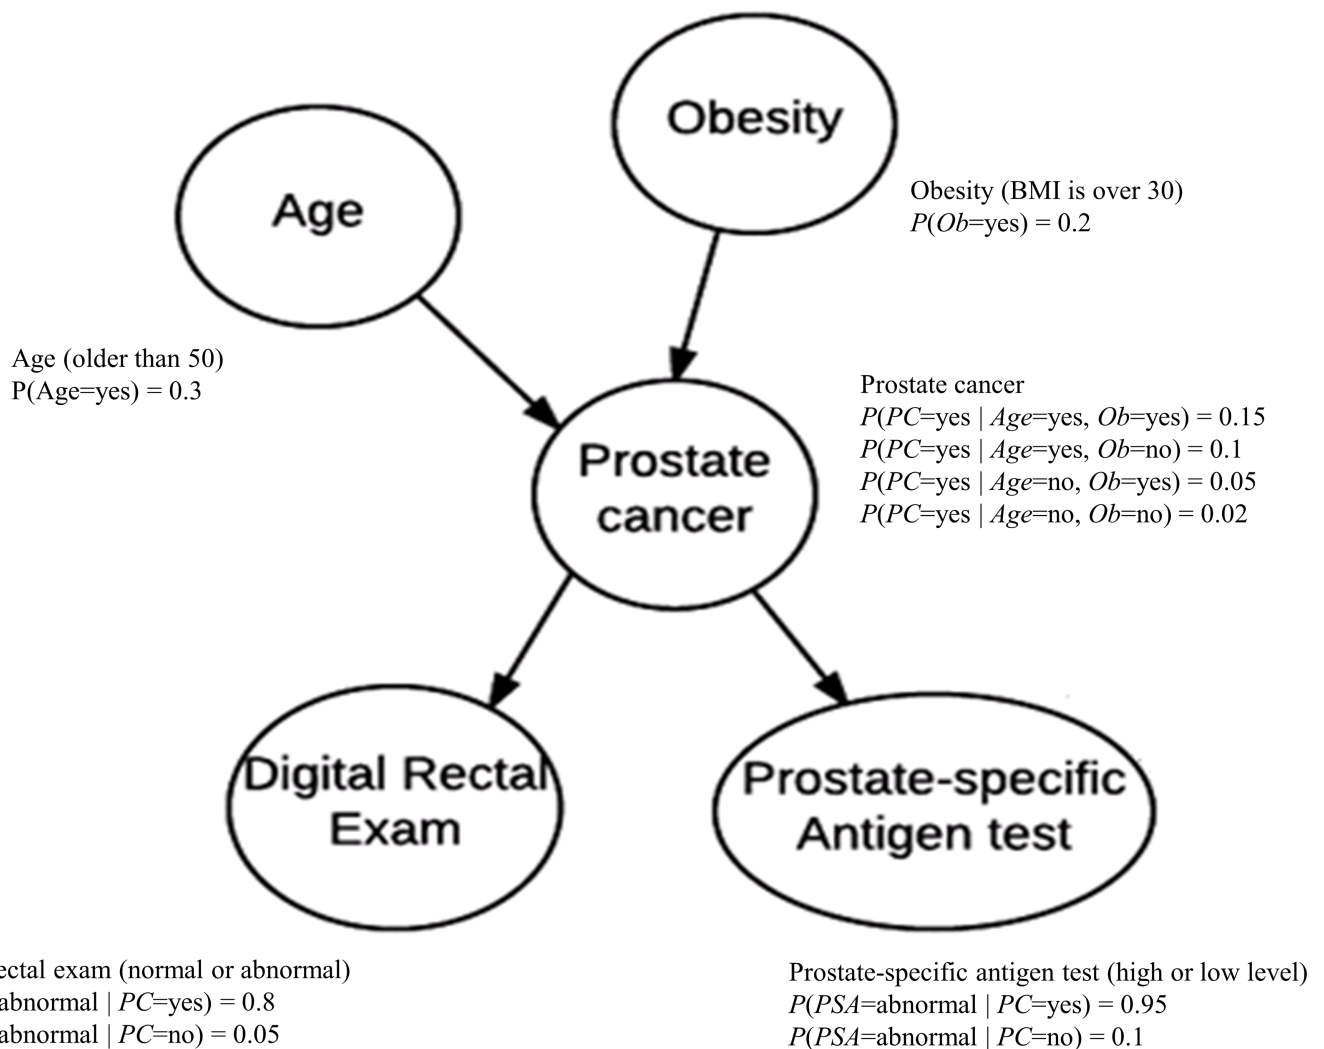 Obesity
Age
Obesity (BMI is over 30)
P(Ob=yes) = 0.2
Age (older than 50)
P(Age=yes) = 0.3
Prostate cancer
P(PC=yes | Age=yes, Ob=yes) = 0.15
P(PC=yes | Age=yes, Ob=no) = 0.1
P(PC=yes | Age=no, Ob=yes) = 0.05
P(PC=yes | Age=no, Ob=no) = 0.02
Prostate
cancer
Digital Rectal
Exam
Prostate-specific
Antigen test
ectal exam (normal or abnormal)
abnormal | PC=yes) = 0.8
abnormal | PC=no) = 0.05
Prostate-specific antigen test (high or low level)
P(PSA=abnormal | PC=yes) = 0.95
P(PSA=abnormal | PC=no) = 0.1